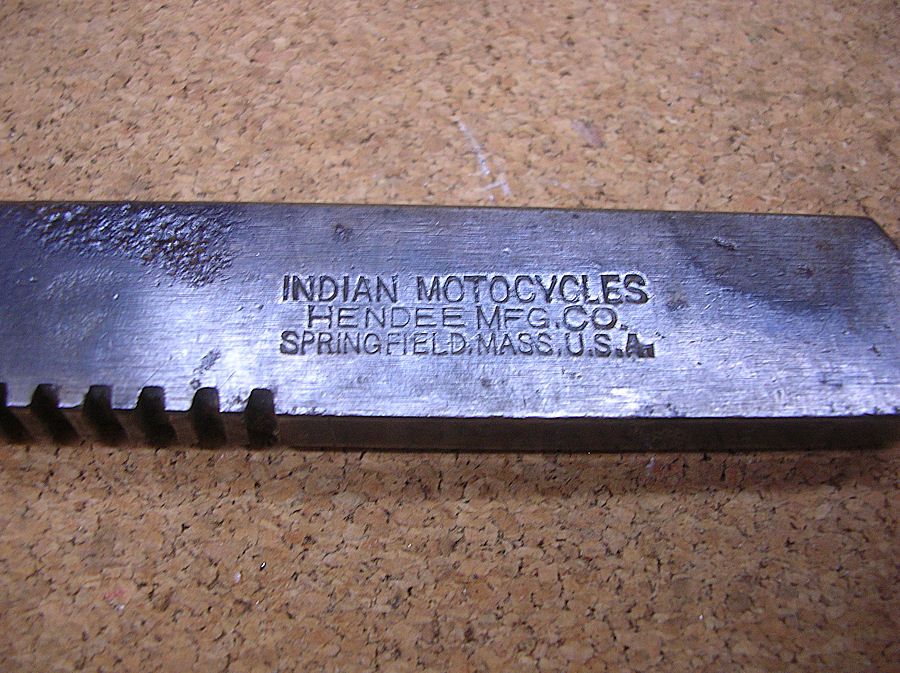 INDIAN MOTOCYCLES
HENDEE MFG. CO.
SPRINGFIELD. MASS. U.S.A.